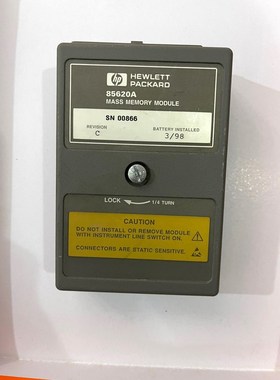 hp HEWLETT
PACKARD
85620A
MASS MEMORY MODULE
SN 00866
REVISION BATTERY INSTALLED
C 3/98
LOCK 1/4 TURN
CAUTION
DO NOT INSTALL OR REMOVE MODULE
WITH INSTRUMENT LINE SWITCH ON.
CONNECTORS ARE STATIC SENSITIVE.